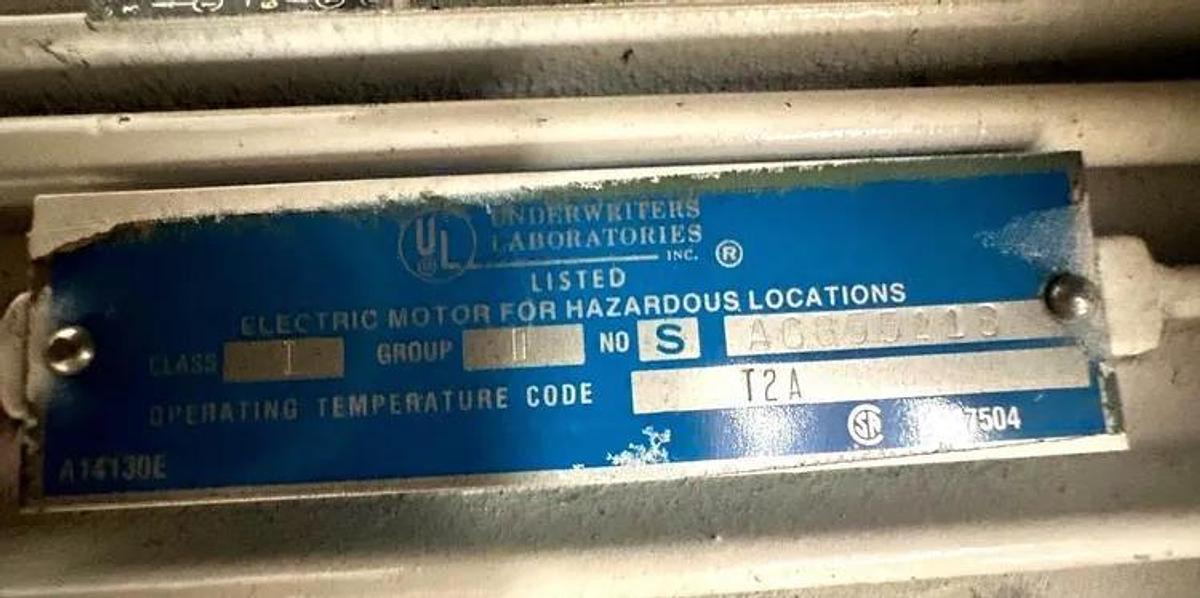 UL
UNDERWRITERS
LABORATORIES
INC. ®
LISTED
ELECTRIC MOTOR FOR HAZARDOUS LOCATIONS
CLASS I GROUP NO S
OPERATING TEMPERATURE CODE T2A
7504
A14130E